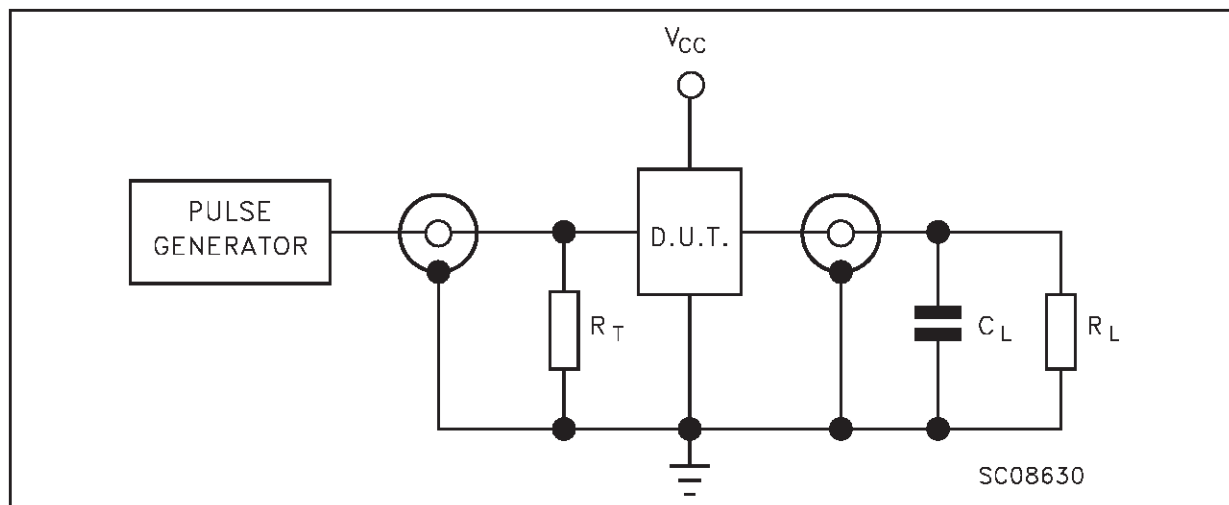 VCC
PULSE
GENERATOR
D.U.T.
RT
CL
RL
SC08630